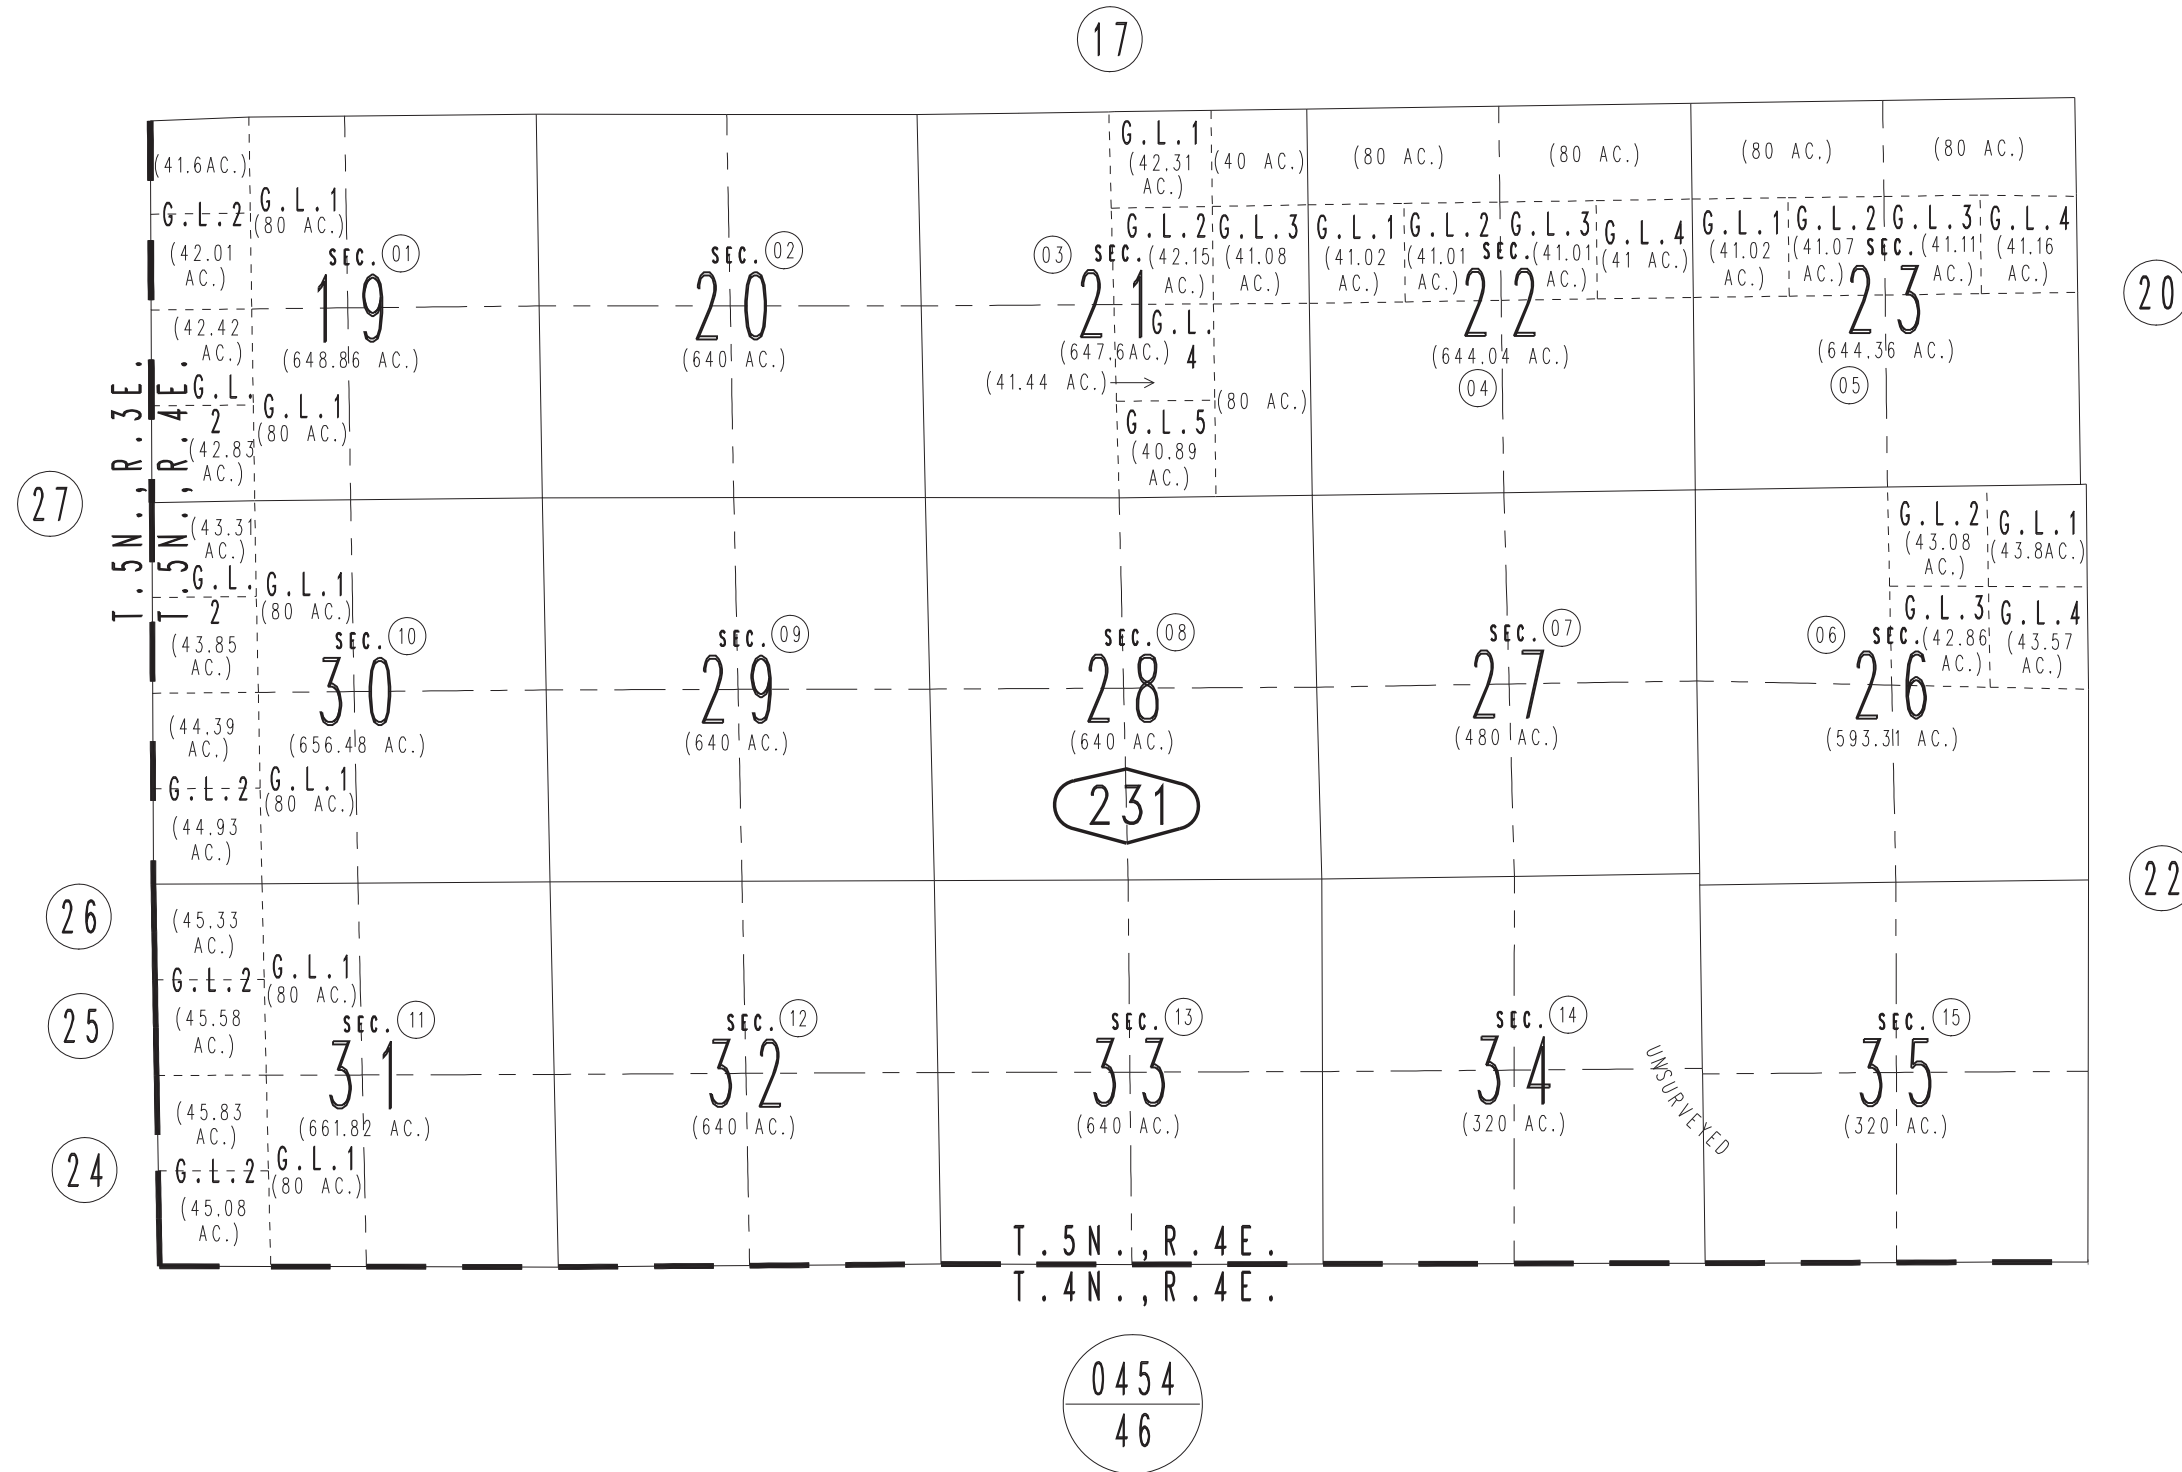 17
(41.6AC.)
G.L.2
(42.01
AC.)
(42.42
AC.)
G.L.
2
(42.83
AC.)
G.L.1
(80 AC.)
SEC. 01
19
(648.86 AC.)
G.L.1
(80 AC.)
SEC. 02
20
(640 AC.)
G.L.1
(42.31
AC.)
(40 AC.)
03 SEC.
21
(647.6AC.)
(41.44 AC.)
G.L.2
(42.15
AC.)
G.L.3
(41.08
AC.)
G.L.
4
G.L.5
(40.89
AC.)
(80 AC.)
(80 AC.)
(80 AC.)
G.L.1
(41.02
AC.)
G.L.2
(41.01
AC.)
G.L.3
(41.01
AC.)
G.L.4
(41 AC.)
SEC.
22
(644.04 AC.)
04
(80 AC.)
(80 AC.)
G.L.1
(41.02
AC.)
G.L.2
(41.07
AC.)
G.L.3
(41.11
AC.)
G.L.4
(41.16
AC.)
SEC.
23
(644.36 AC.)
05
20
T.5N.,R.3E.
T.5N.,R.4E.
27
(43.31
AC.)
G.L.
2
(43.85
AC.)
(44.39
AC.)
G.L.2
(44.93
AC.)
G.L.1
(80 AC.)
SEC. 10
30
(656.48 AC.)
G.L.1
(80 AC.)
SEC. 09
29
(640 AC.)
SEC. 08
28
(640 AC.)
231
SEC. 07
27
(480 AC.)
G.L.2
(43.08
AC.)
G.L.1
(43.8AC.)
G.L.3
(42.86
AC.)
G.L.4
(43.57
AC.)
06 SEC.
26
(593.31 AC.)
22
26
25
24
(45.33
AC.)
G.L.2
(45.58
AC.)
(45.83
AC.)
G.L.2
(45.08
AC.)
G.L.1
(80 AC.)
SEC. 11
31
(661.82 AC.)
G.L.1
(80 AC.)
SEC. 12
32
(640 AC.)
SEC. 13
33
(640 AC.)
SEC. 14
34
(320 AC.)
UNSURVEYED
SEC. 15
35
(320 AC.)
T.5N.,R.4E.
T.4N.,R.4E.
0454
46